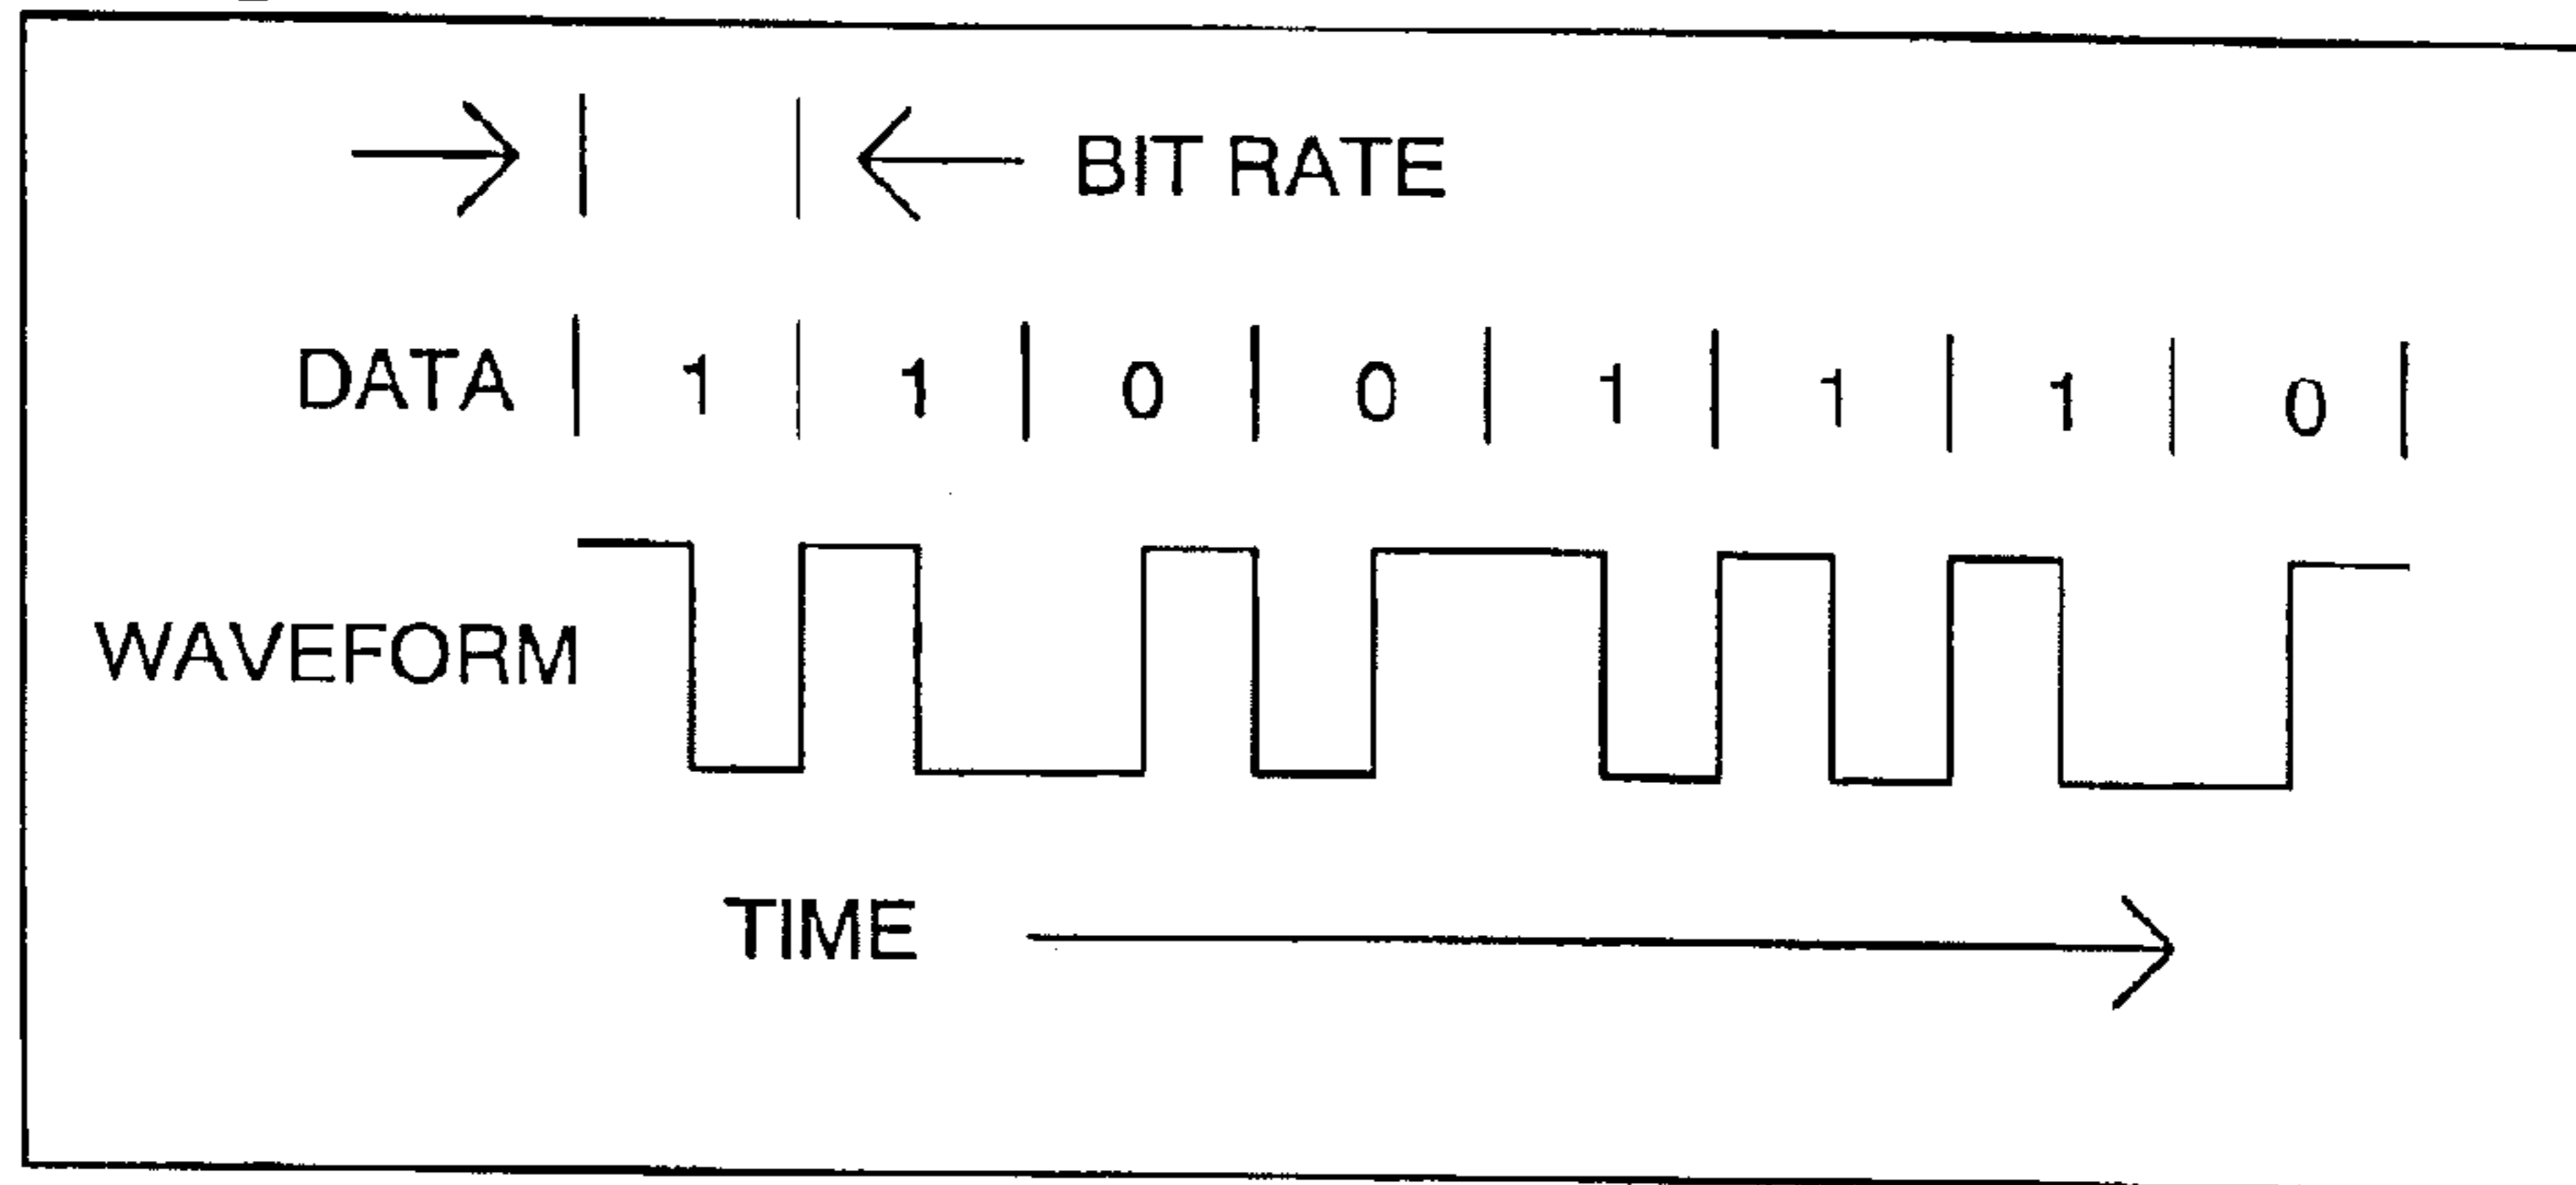 BIT RATE
DATA | 1 | 1 | 0 | 0 | 1 | 1 | 1 | 0 |
WAVEFORM
TIME